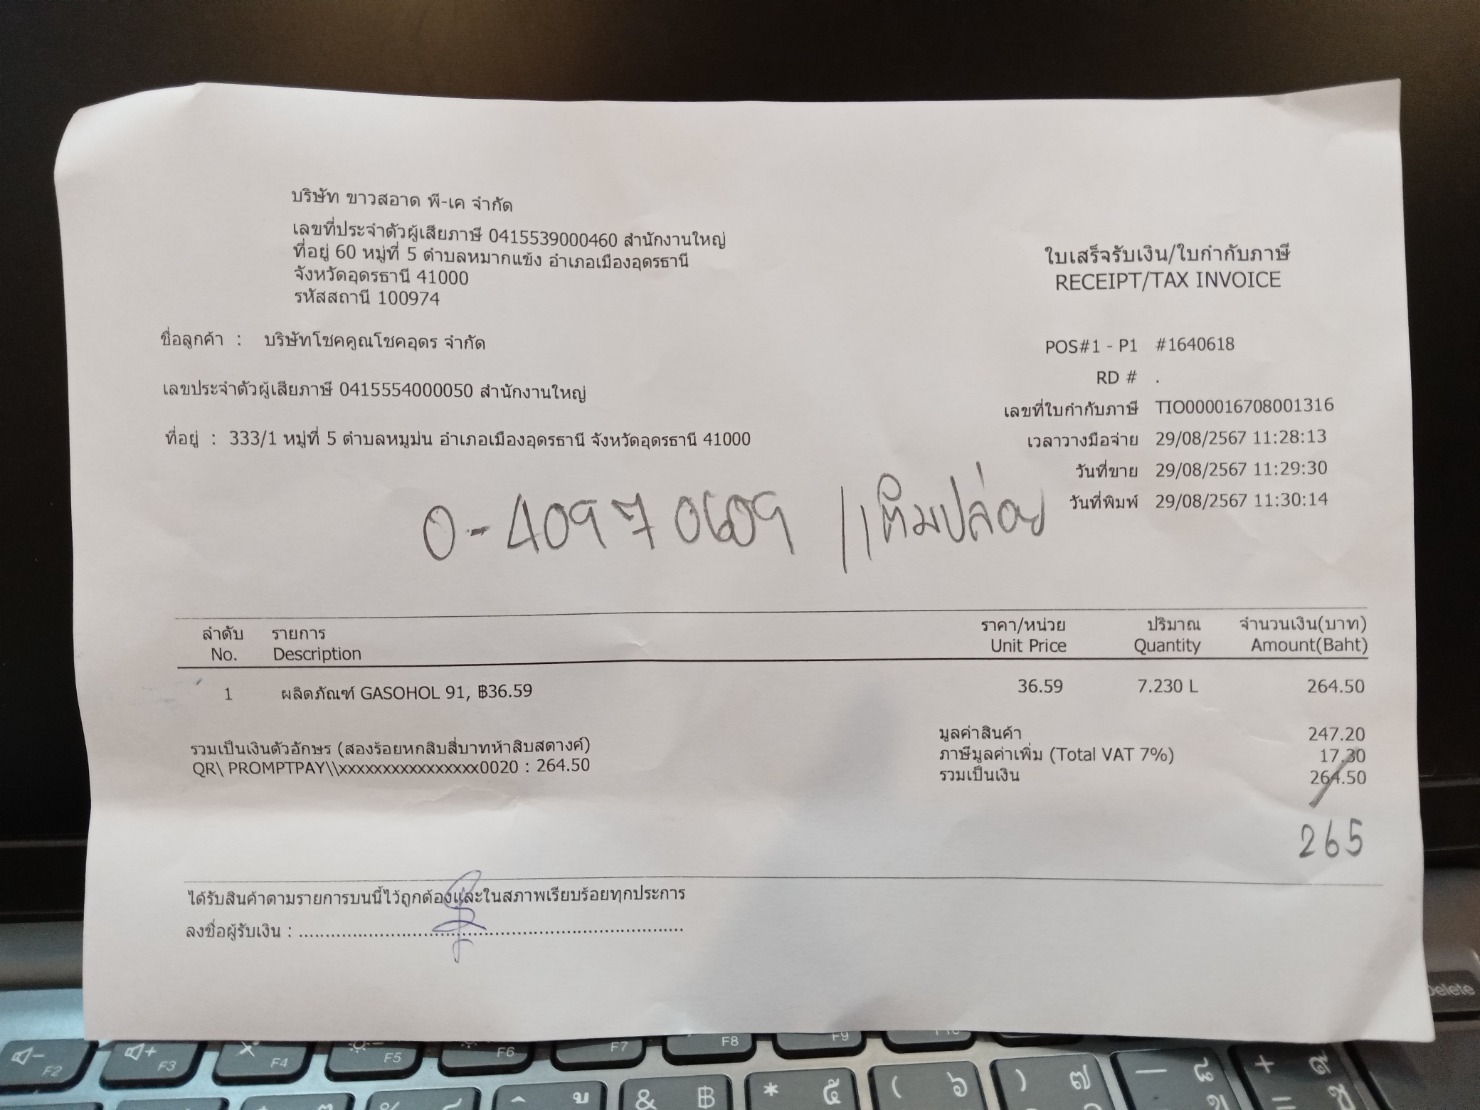 บริษัท ขาวสอาด พี-เค จำกัด
เลขที่ประจำตัวผู้เสียภาษี 0415539000460 สำนักงานใหญ่
ที่อยู่ 60 หมู่ที่ 5 ตำบลหมากแข้ง อำเภอเมืองอุดรธานี
จังหวัดอุดรธานี 41000
รหัสสถานี 100974
ใบเสร็จรับเงิน/ใบกำกับภาษี
RECEIPT/TAX INVOICE
ชื่อลูกค้า : บริษัทโชคคูณโชคอุดร จำกัด
เลขประจำตัวผู้เสียภาษี 0415554000050 สำนักงานใหญ่
ที่อยู่ : 333/1 หมู่ที่ 5 ตำบลหมูม่น อำเภอเมืองอุดรธานี จังหวัดอุดรธานี 41000
POS#1 - P1 #1640618
RD # .
เลขที่ใบกำกับภาษี TIO000016708001316
เวลาวางมือจ่าย 29/08/2567 11:28:13
วันที่ขาย 29/08/2567 11:29:30
วันที่พิมพ์ 29/08/2567 11:30:14
0-40970609 // เติมปล่อย
ลำดับ รายการ ราคา/หน่วย ปริมาณ จำนวนเงิน(บาท)
No. Description Unit Price Quantity Amount(Baht)
1 ผลิตภัณฑ์ GASOHOL 91, ฿36.59 36.59 7.230 L 264.50
รวมเป็นเงินตัวอักษร (สองร้อยหกสิบสี่บาทห้าสิบสตางค์)
QR\ PROMPTPAY\\xxxxxxxxxxxxxxxx0020 : 264.50
มูลค่าสินค้า 247.20
ภาษีมูลค่าเพิ่ม (Total VAT 7%) 17.30
รวมเป็นเงิน 264.50
265
ได้รับสินค้าตามรายการบนนี้ไว้ถูกต้องและในสภาพเรียบร้อยทุกประการ
ลงชื่อผู้รับเงิน : ........................................................................
Delete
F2 F3 F4 F5 F6 F7 F8 F9
& ฿ * ๕ ( ๖ ) ๗ — ๘ + ๙